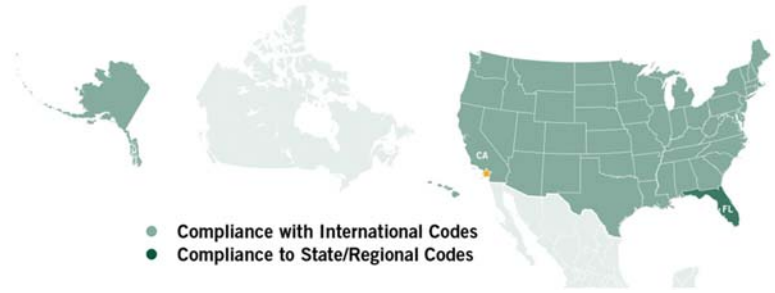 CA
FL
Compliance with International Codes
Compliance to State/Regional Codes